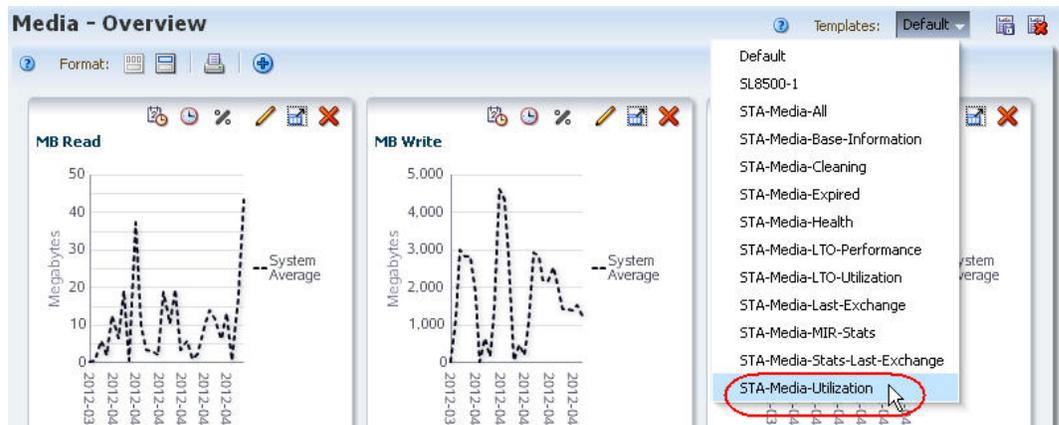 Media - Overview
Templates: Default
Format:
MB Read
50
40
30
20
10
0
Megabytes
System
Average
2012-03
2012-04
2012-04
2012-04
2012-04
2012-04
2012-04
MB Write
5,000
4,000
3,000
2,000
1,000
0
Megabytes
System
Average
2012-03
2012-04
2012-04
2012-04
2012-04
2012-04
2012-04
Default
SL8500-1
STA-Media-All
STA-Media-Base-Information
STA-Media-Cleaning
STA-Media-Expired
STA-Media-Health
STA-Media-LTO-Performance
STA-Media-LTO-Utilization
STA-Media-Last-Exchange
STA-Media-MIR-Stats
STA-Media-Stats-Last-Exchange
STA-Media-Utilization
ystem
verage